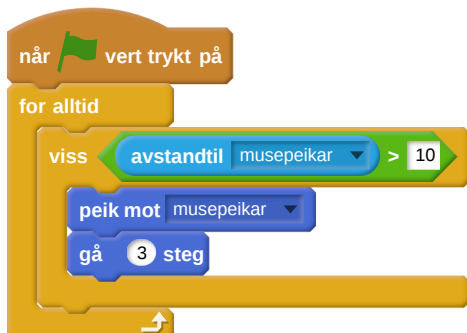 når vert trykt på
for alltid
viss avstandtil musepeikar > 10
peik mot musepeikar
gå 3 steg